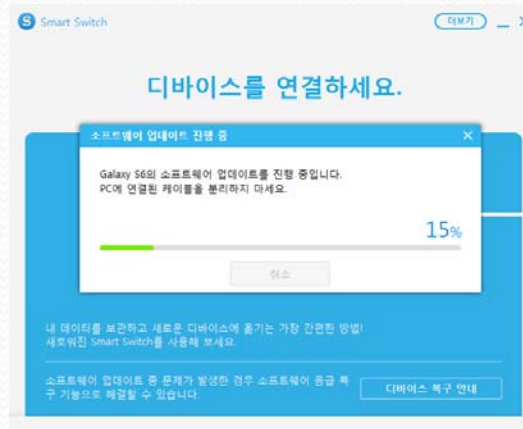 Smart Switch
더보기
디바이스를 연결하세요.
소프트웨어 업데이트 진행 중
Galaxy S6의 소프트웨어 업데이트를 진행 중입니다.
PC에 연결된 케이블을 분리하지 마세요.
15%
취소
내 데이터를 보관하고 새로운 디바이스에 옮기는 가장 간편한 방법!
새로워진 Smart Switch를 사용해 보세요.
소프트웨어 업데이트 중 문제가 발생한 경우 소프트웨어 응급 복
구 기능으로 해결할 수 있습니다.
디바이스 복구 안내